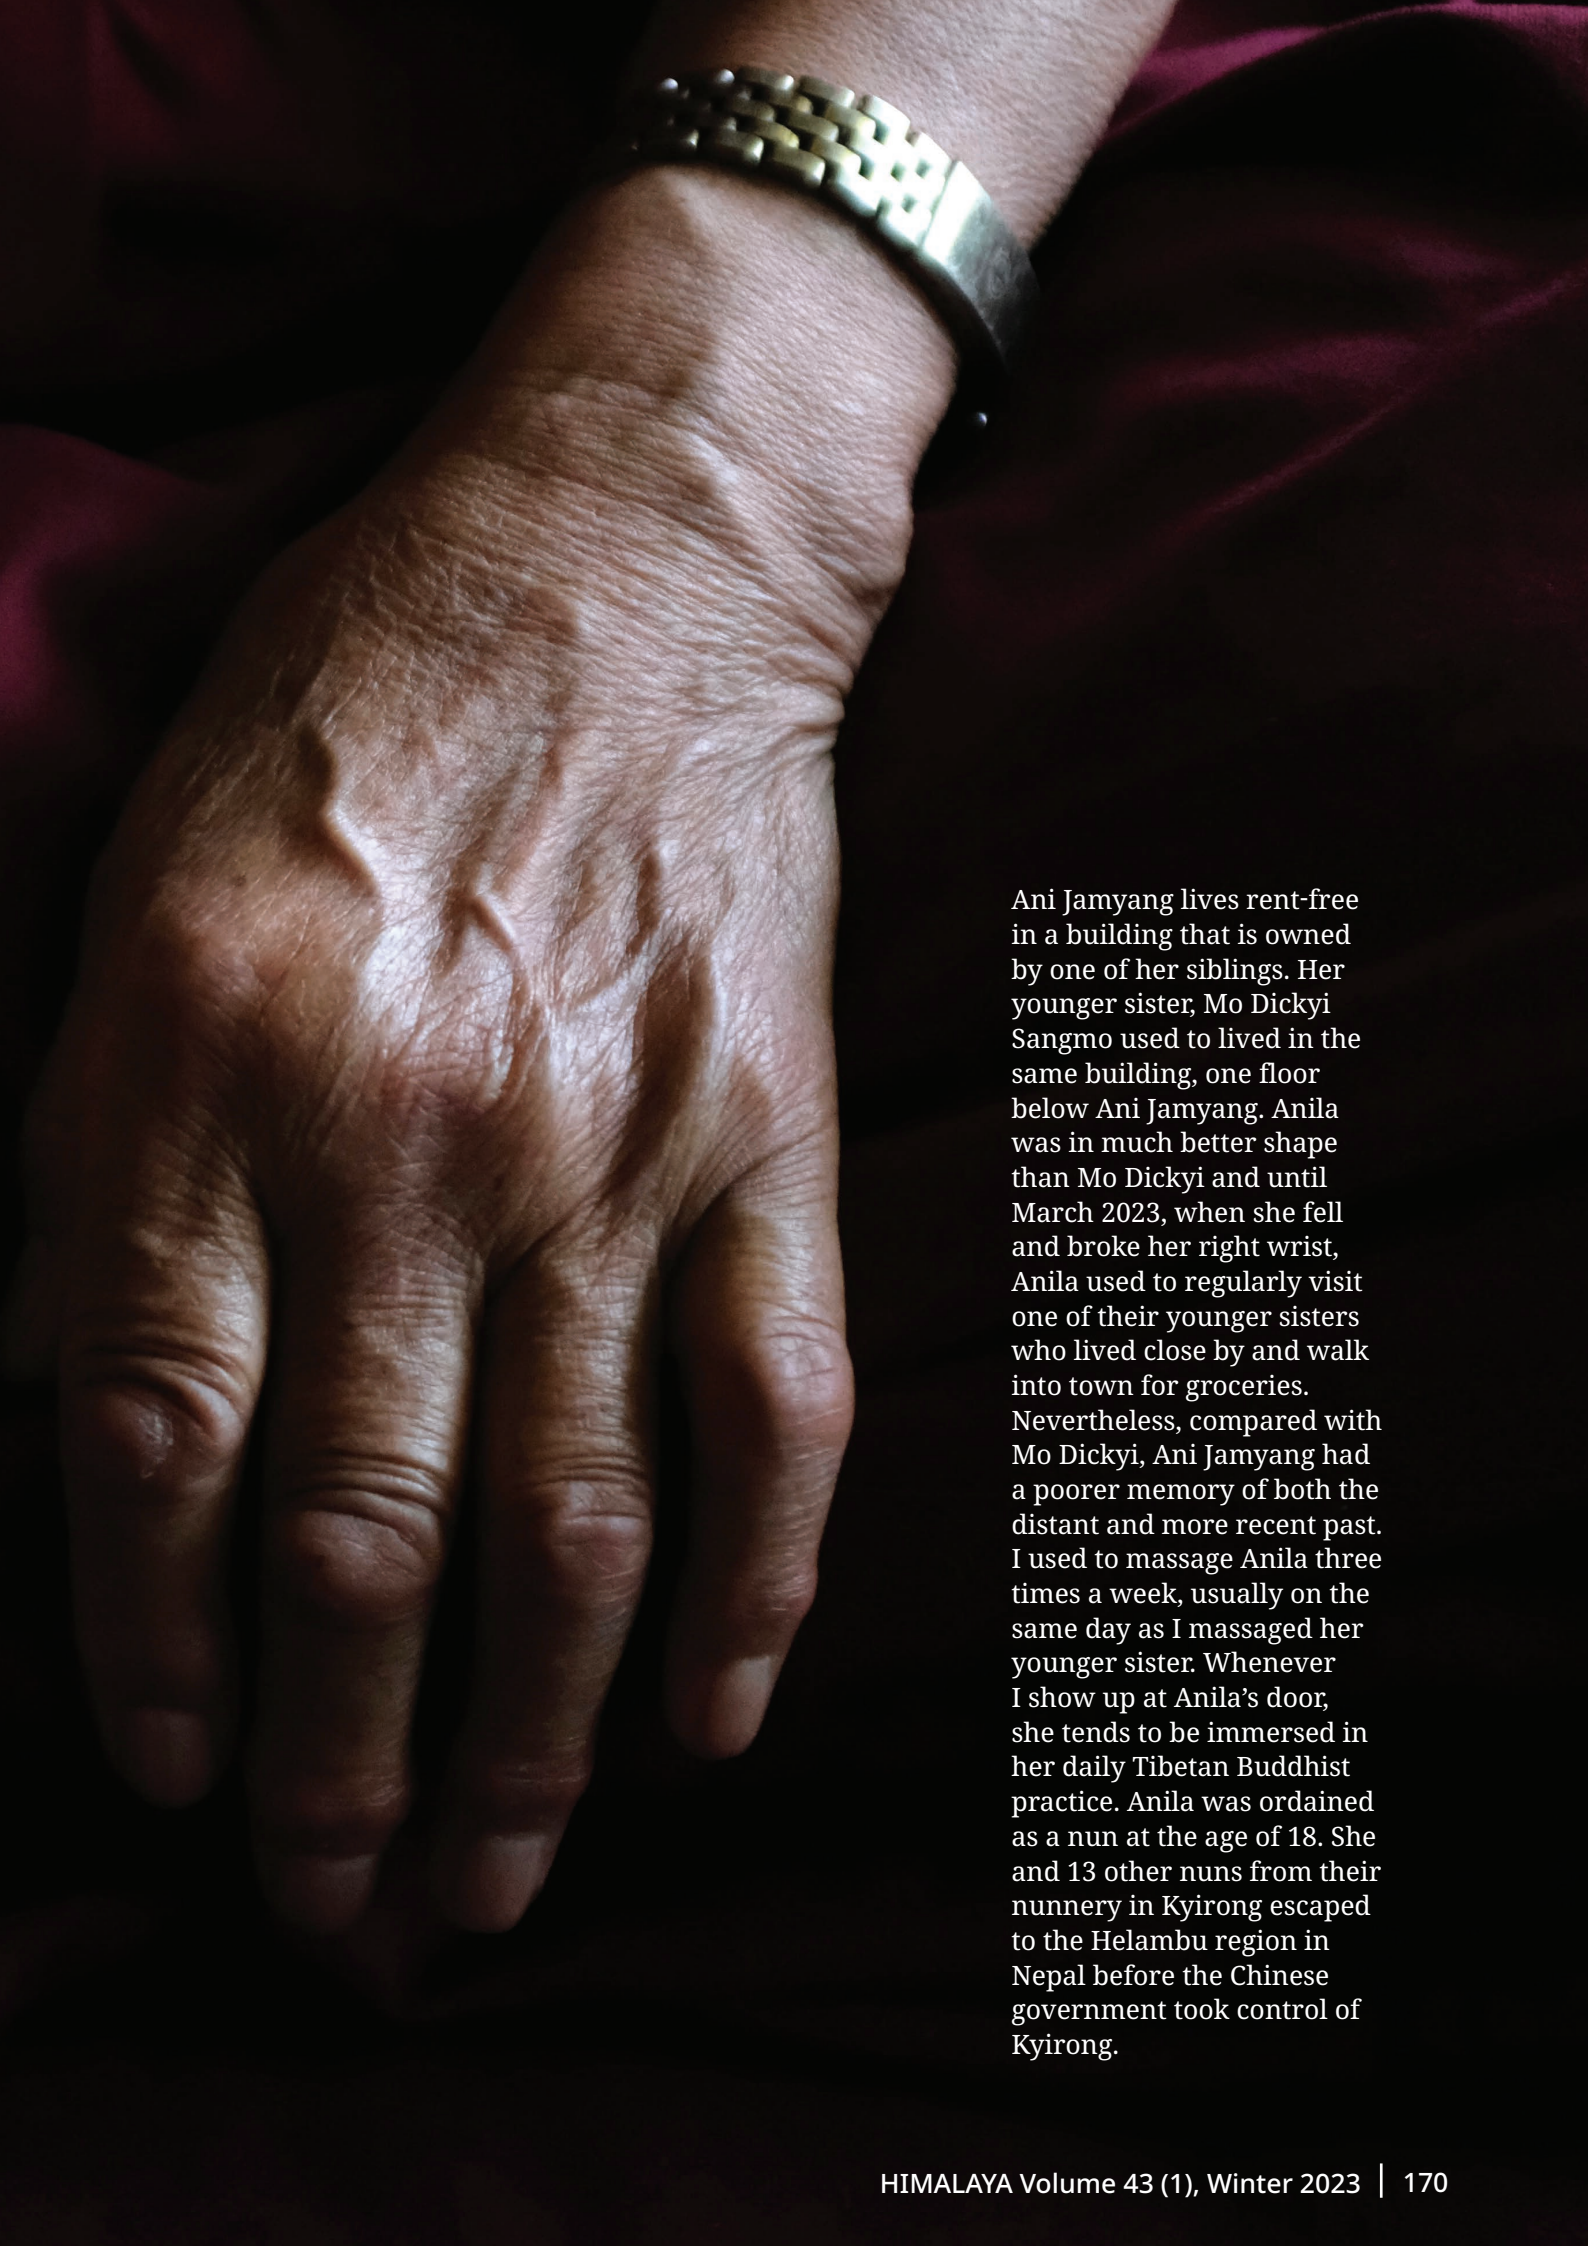 Ani Jamyang lives rent-free
in a building that is owned
by one of her siblings. Her
younger sister, Mo Dickyi
Sangmo used to lived in the
same building, one floor
below Ani Jamyang. Anila
was in much better shape
than Mo Dickyi and until
March 2023, when she fell
and broke her right wrist,
Anila used to regularly visit
one of their younger sisters
who lived close by and walk
into town for groceries.
Nevertheless, compared with
Mo Dickyi, Ani Jamyang had
a poorer memory of both the
distant and more recent past.
I used to massage Anila three
times a week, usually on the
same day as I massaged her
younger sister. Whenever
I show up at Anila’s door,
she tends to be immersed in
her daily Tibetan Buddhist
practice. Anila was ordained
as a nun at the age of 18. She
and 13 other nuns from their
nunnery in Kyirong escaped
to the Helambu region in
Nepal before the Chinese
government took control of
Kyirong.
HIMALAYA Volume 43 (1), Winter 2023 | 170